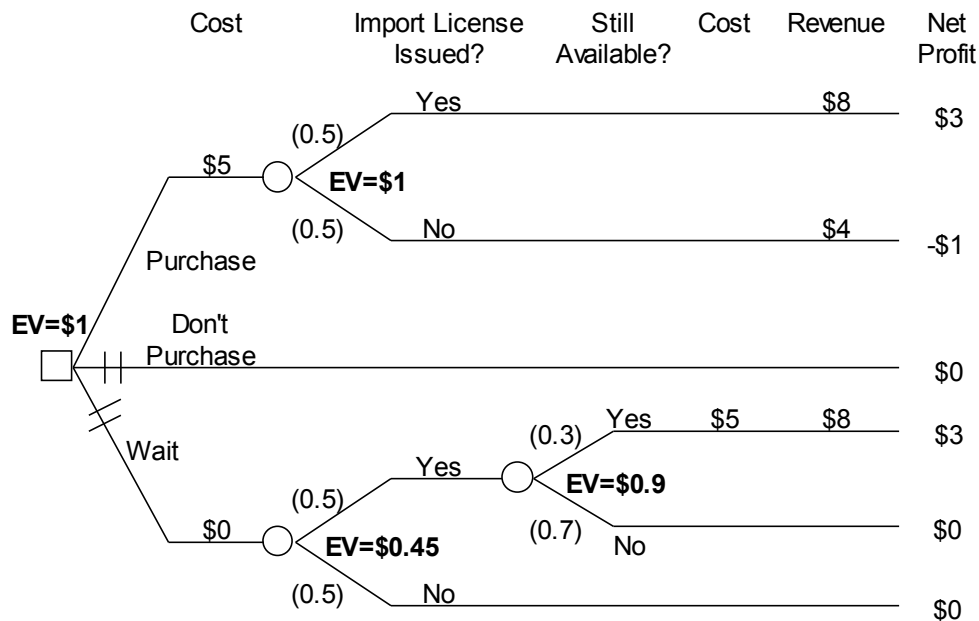 Cost Import License Issued? Still Available? Cost Revenue Net Profit
Yes $8 $3
(0.5)
$5 EV=$1
(0.5) No $4 -$1
Purchase
EV=$1 Don't
Purchase $0
Yes $5 $8 $3
(0.3)
Wait Yes EV=$0.9
(0.5) (0.7) No $0
$0 EV=$0.45
(0.5) No $0